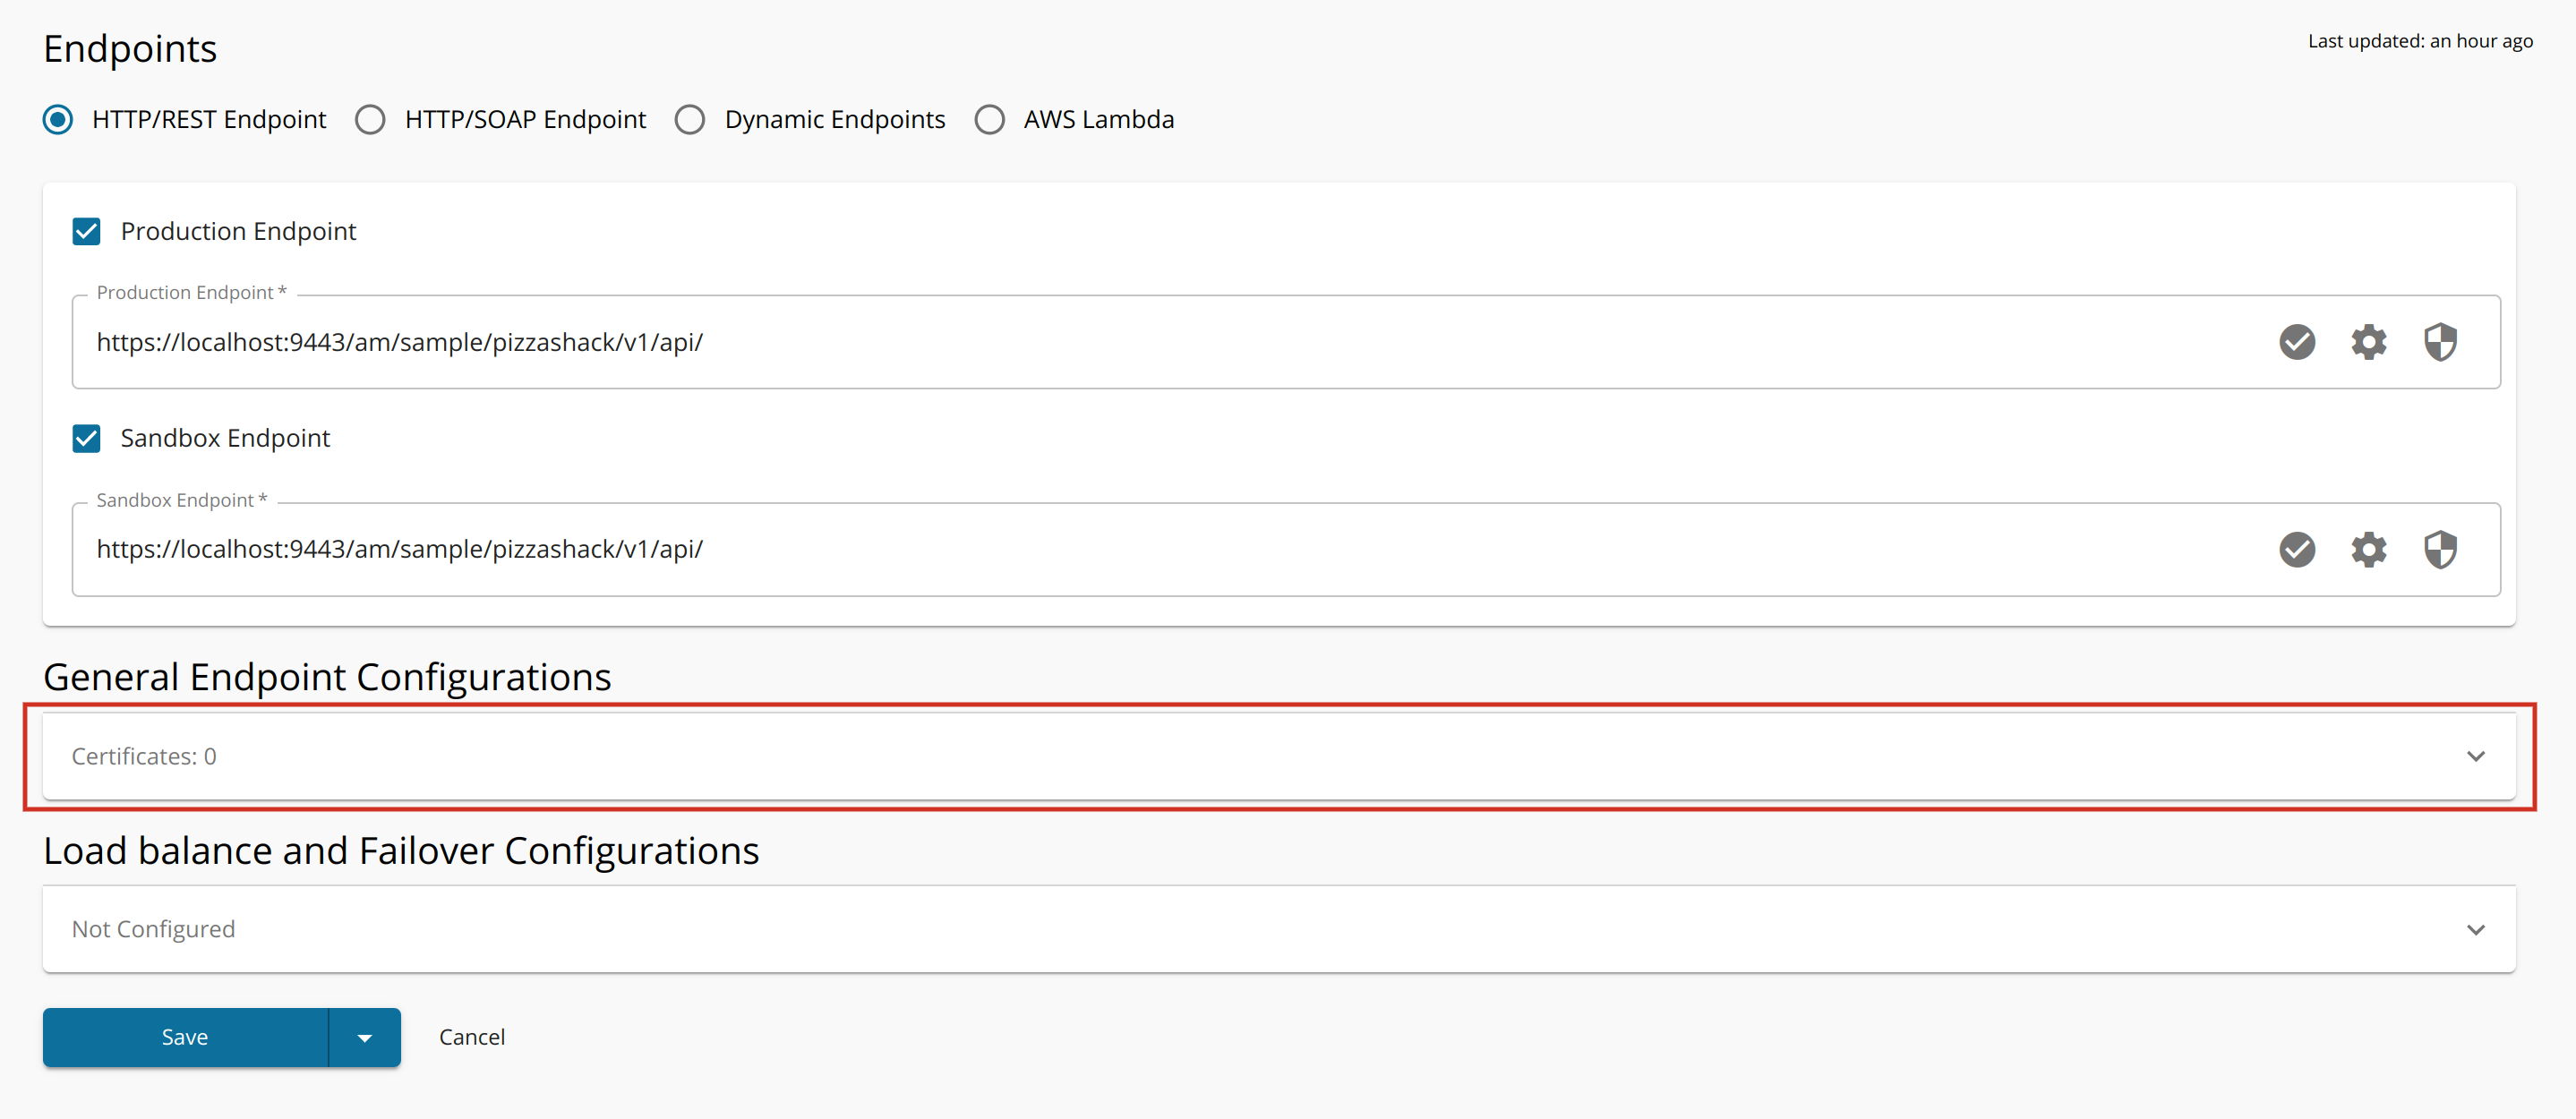 Endpoints
Last updated: an hour ago
HTTP/REST Endpoint HTTP/SOAP Endpoint Dynamic Endpoints AWS Lambda
Production Endpoint
Production Endpoint *
https://localhost:9443/am/sample/pizzashack/v1/api/
Sandbox Endpoint
Sandbox Endpoint *
https://localhost:9443/am/sample/pizzashack/v1/api/
General Endpoint Configurations
Certificates: 0
Load balance and Failover Configurations
Not Configured
Save Cancel